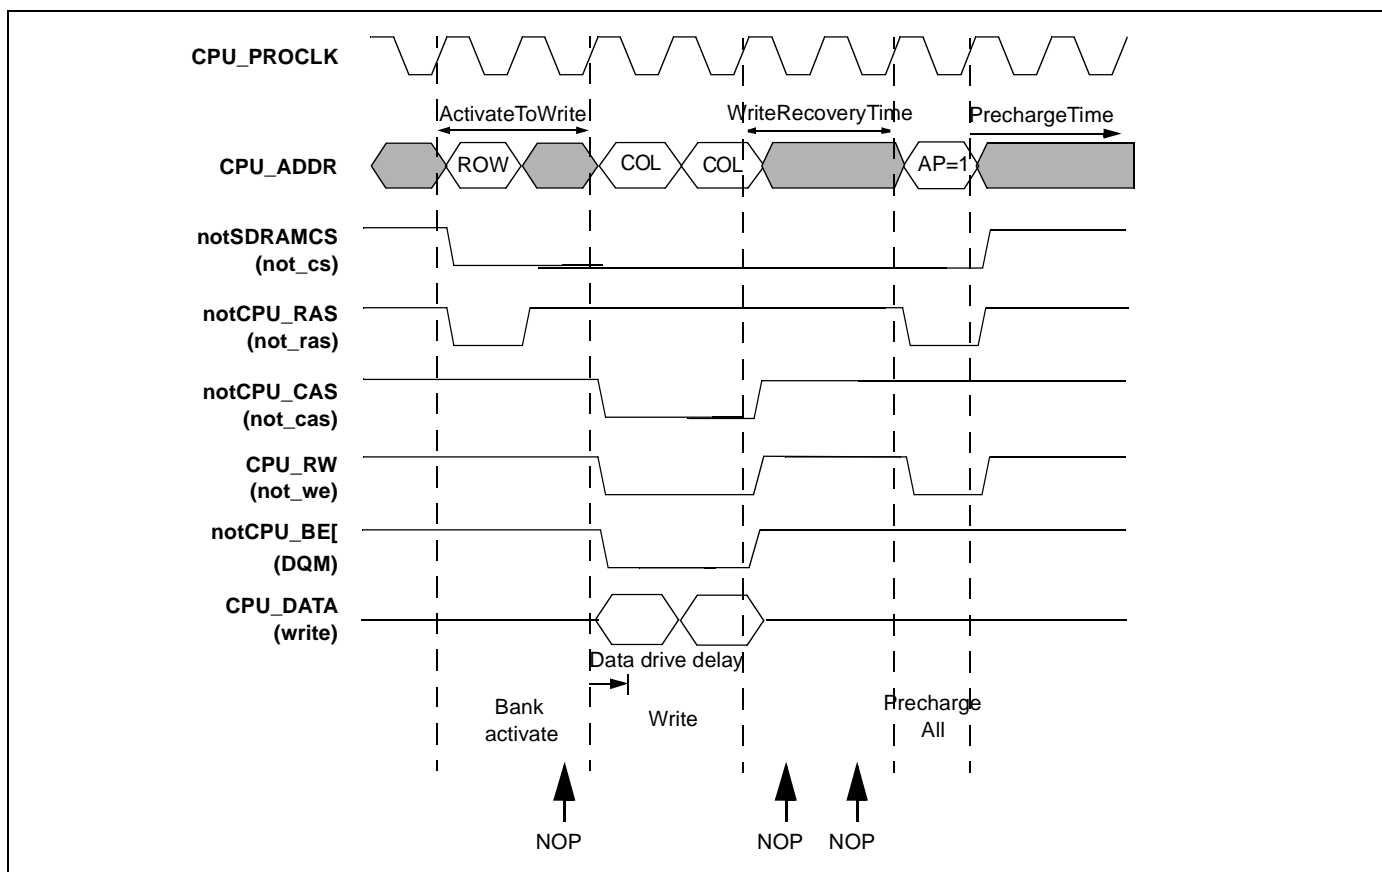 CPU_PROCLK
ActivateToWrite
WriteRecoveryTime
PrechargeTime
CPU_ADDR
ROW
COL
COL
AP=1
notSDRAMCS
(not_cs)
notCPU_RAS
(not_ras)
notCPU_CAS
(not_cas)
CPU_RW
(not_we)
notCPU_BE[
(DQM)
CPU_DATA
(write)
Data drive delay
Bank
activate
Write
Precharge
All
NOP
NOP
NOP